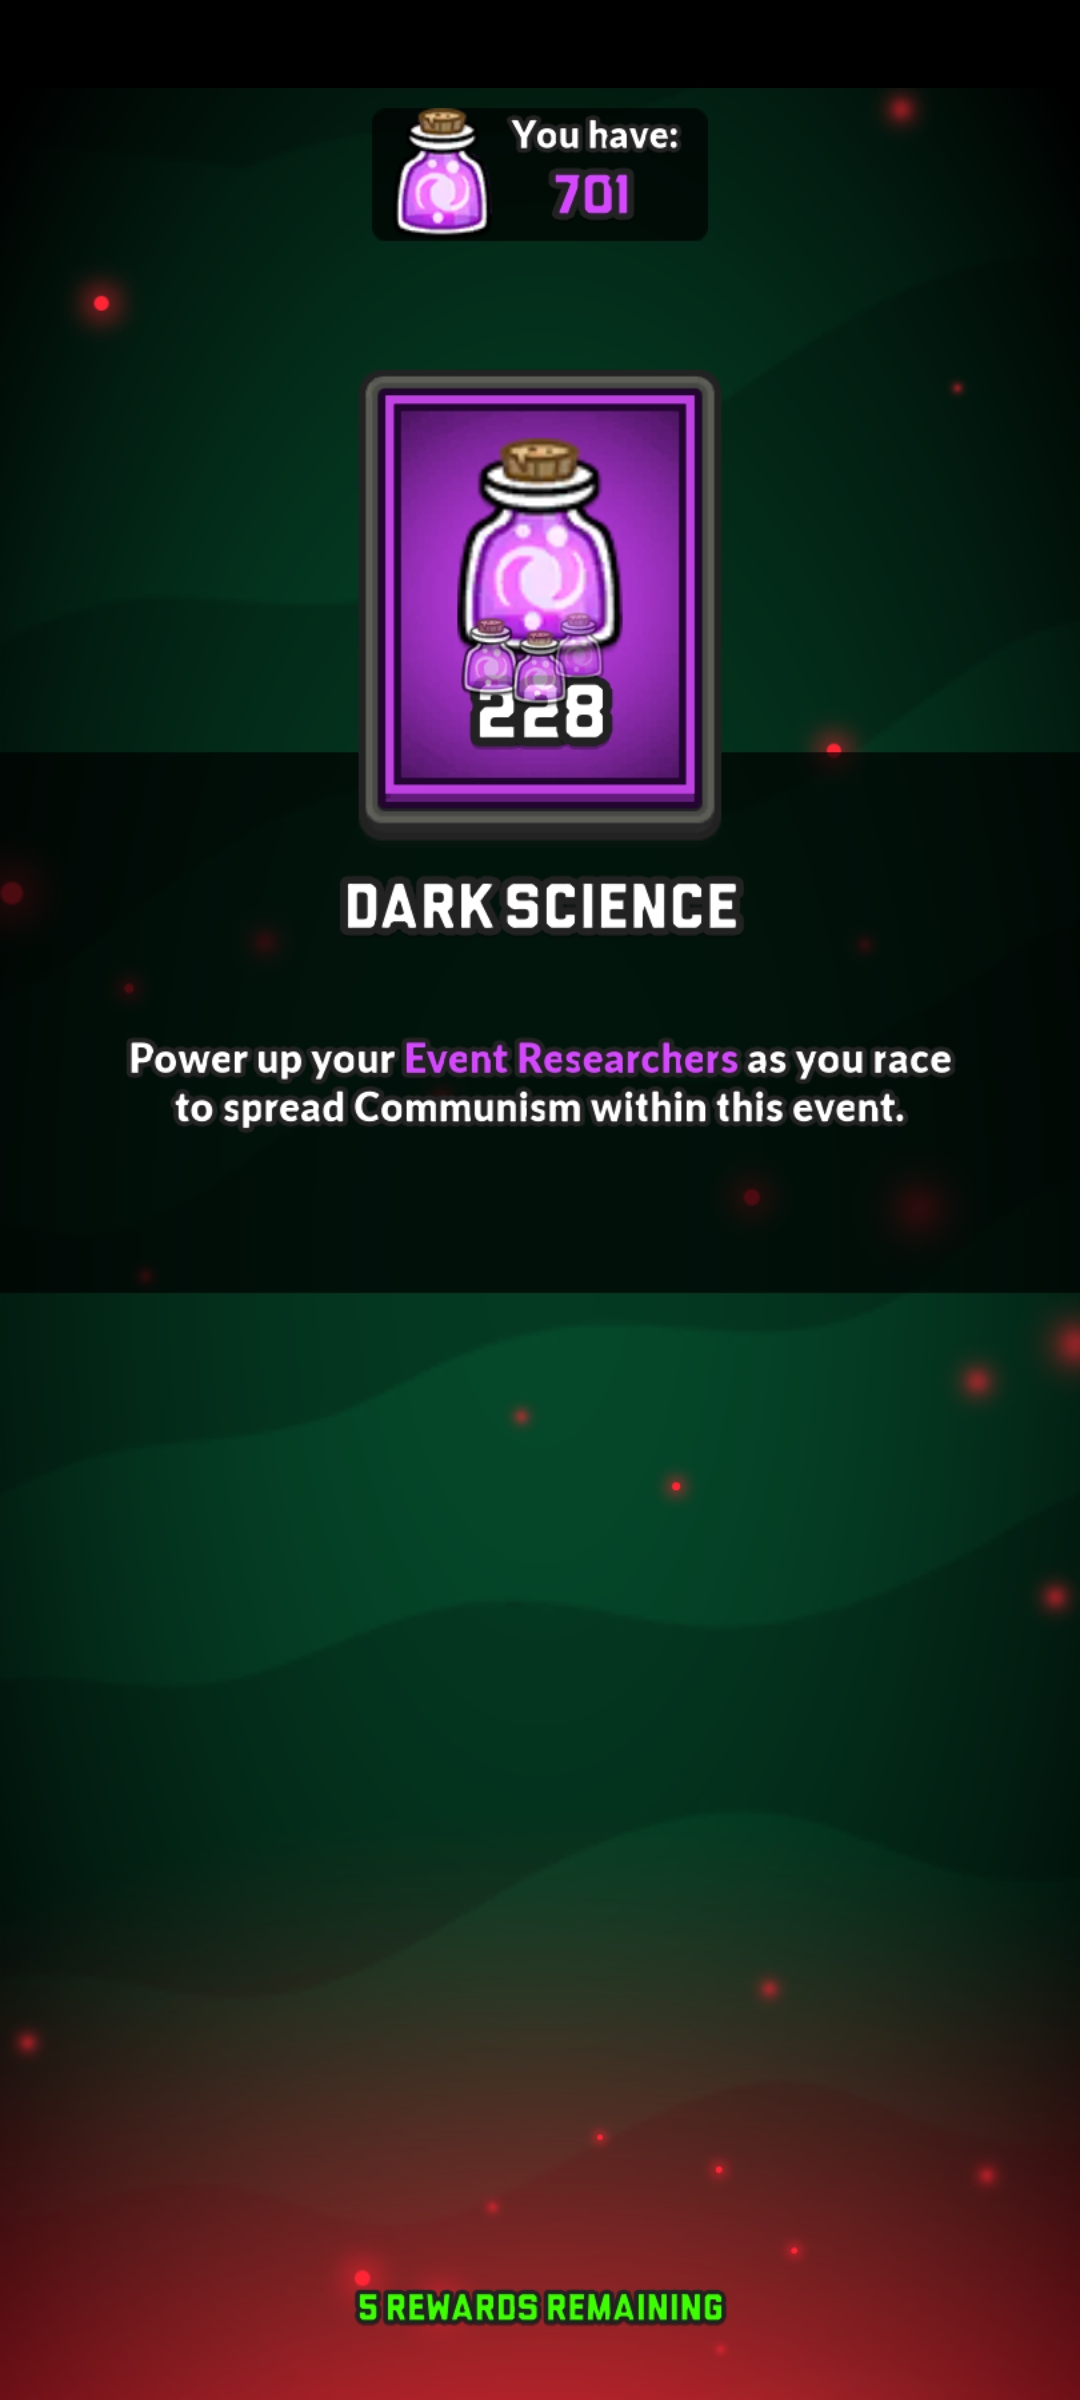 You have:
701
228
DARK SCIENCE
Power up your Event Researchers as you race
to spread Communism within this event.
5 REWARDS REMAINING